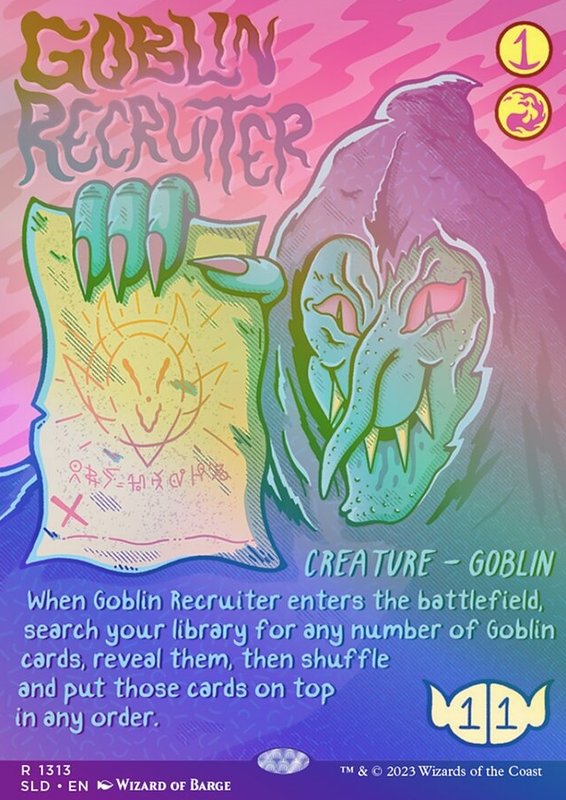 GOBLIN
RECRUITER
1
CREATURE – GOBLIN
When Goblin Recruiter enters the battlefield,
search your library for any number of Goblin
cards, reveal them, then shuffle
and put those cards on top
in any order.
1 1
R 1313
SLD • EN WIZARD OF BARGE
™ & © 2023 Wizards of the Coast